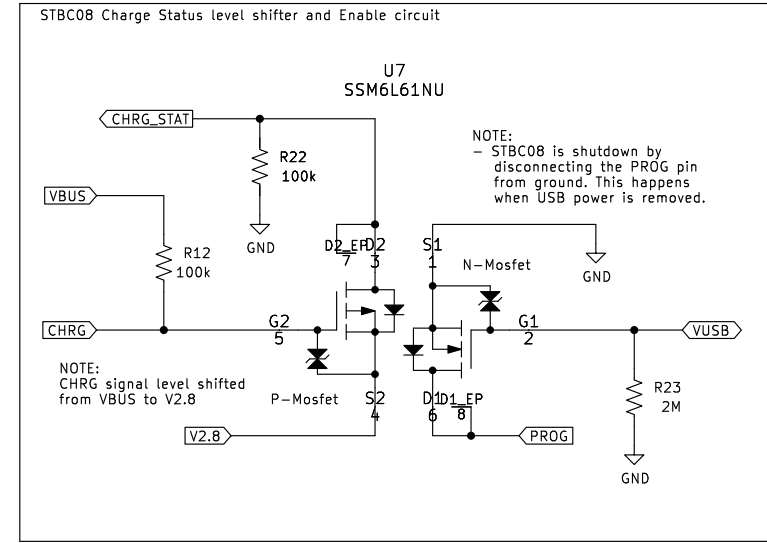 STBC08 Charge Status level shifter and Enable circuit
U7
SSM6L61NU
CHRG_STAT
R22
100k
GND
NOTE:
- STBC08 is shutdown by
disconnecting the PROG pin
from ground. This happens
when USB power is removed.
VBUS
R12
100k
D2_EP
7
D2
3
S1
1
N-Mosfet
GND
CHRG
G2
5
G1
2
VUSB
NOTE:
CHRG signal level shifted
from VBUS to V2.8
P-Mosfet
S2
4
D1
6
D1_EP
8
R23
2M
V2.8
PROG
GND